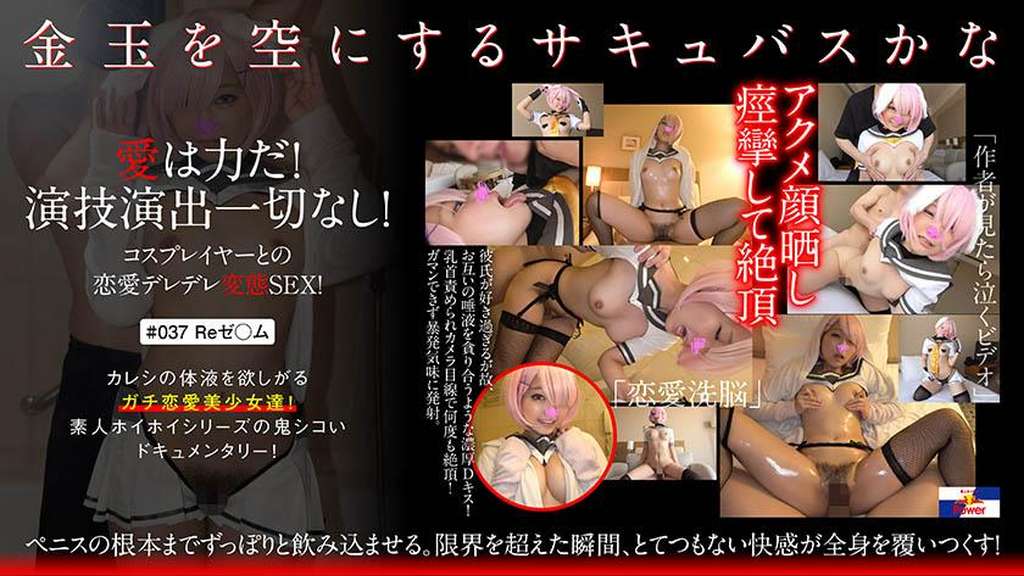 金玉を空にするサキュバスかな
愛は力だ!
演技演出一切なし!
コスプレイヤーとの
恋愛デレデレ変態SEX!
#037 Reゼ〇ム
カレシの体液を欲しがる
ガチ恋愛美少女達!
素人ホイホイシリーズの鬼シコい
ドキュメンタリー!
アクメ顔晒し
痙攣して絶頂
「作者が見たら泣くビデオ」
彼氏が好き過ぎるが故、
お互いの唾液を貪り合うような濃厚Dキス!
乳首責められカメラ目線で何度も絶頂!
ガマンできず暴発気味に発射。
「恋愛洗脳」
Power
ペニスの根本までずっぽりと飲み込ませる。限界を超えた瞬間、とてつもない快感が全身を覆いつくす!